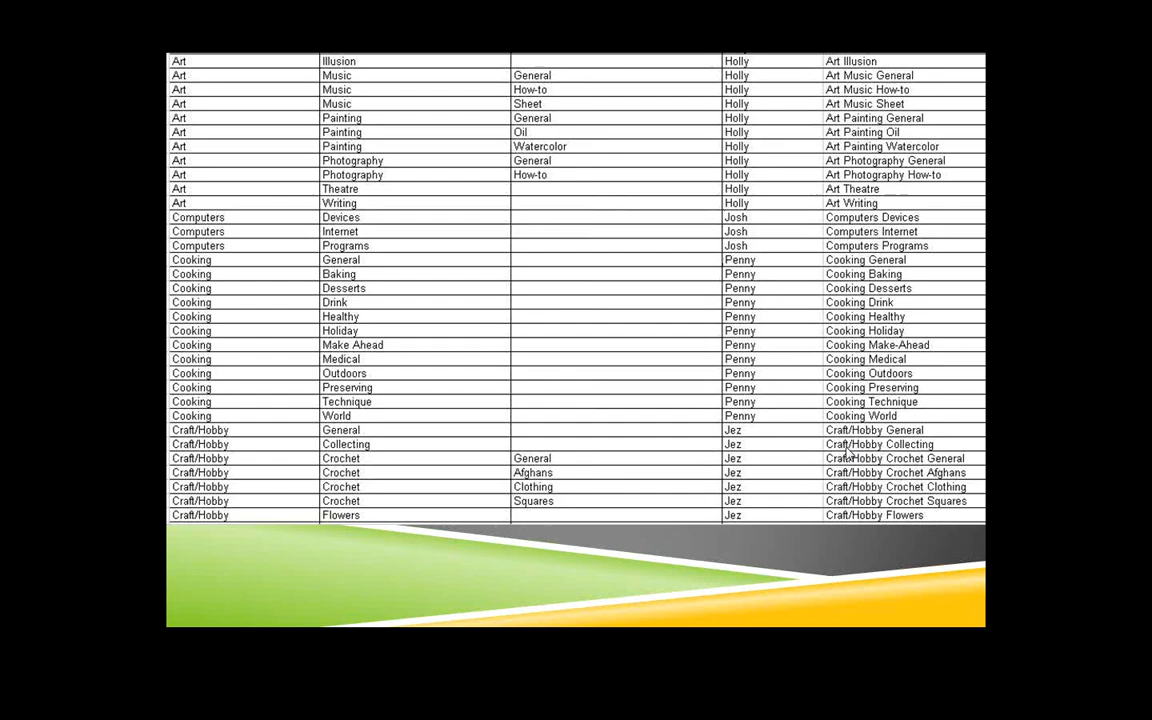 Art Illusion Holly Art Illusion
Art Music General Holly Art Music General
Art Music How-to Holly Art Music How-to
Art Music Sheet Holly Art Music Sheet
Art Painting General Holly Art Painting General
Art Painting Oil Holly Art Painting Oil
Art Painting Watercolor Holly Art Painting Watercolor
Art Photography General Holly Art Photography General
Art Photography How-to Holly Art Photography How-to
Art Theatre Holly Art Theatre
Art Writing Holly Art Writing
Computers Devices Josh Computers Devices
Computers Internet Josh Computers Internet
Computers Programs Josh Computers Programs
Cooking General Penny Cooking General
Cooking Baking Penny Cooking Baking
Cooking Desserts Penny Cooking Desserts
Cooking Drink Penny Cooking Drink
Cooking Healthy Penny Cooking Healthy
Cooking Holiday Penny Cooking Holiday
Cooking Make Ahead Penny Cooking Make-Ahead
Cooking Medical Penny Cooking Medical
Cooking Outdoors Penny Cooking Outdoors
Cooking Preserving Penny Cooking Preserving
Cooking Technique Penny Cooking Technique
Cooking World Penny Cooking World
Craft/Hobby General Jez Craft/Hobby General
Craft/Hobby Collecting Jez Craft/Hobby Collecting
Craft/Hobby Crochet General Jez Craft/Hobby Crochet General
Craft/Hobby Crochet Afghans Jez Craft/Hobby Crochet Afghans
Craft/Hobby Crochet Clothing Jez Craft/Hobby Crochet Clothing
Craft/Hobby Crochet Squares Jez Craft/Hobby Crochet Squares
Craft/Hobby Flowers Jez Craft/Hobby Flowers